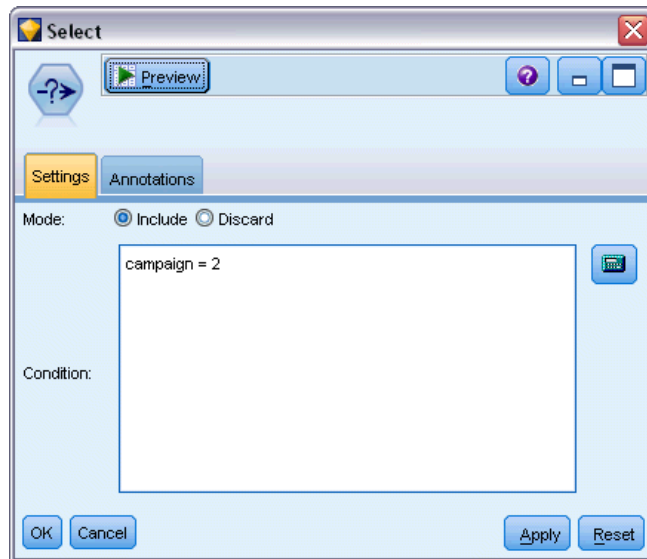 Select
Preview
Settings Annotations
Mode: Include Discard
campaign = 2
Condition:
OK Cancel Apply Reset